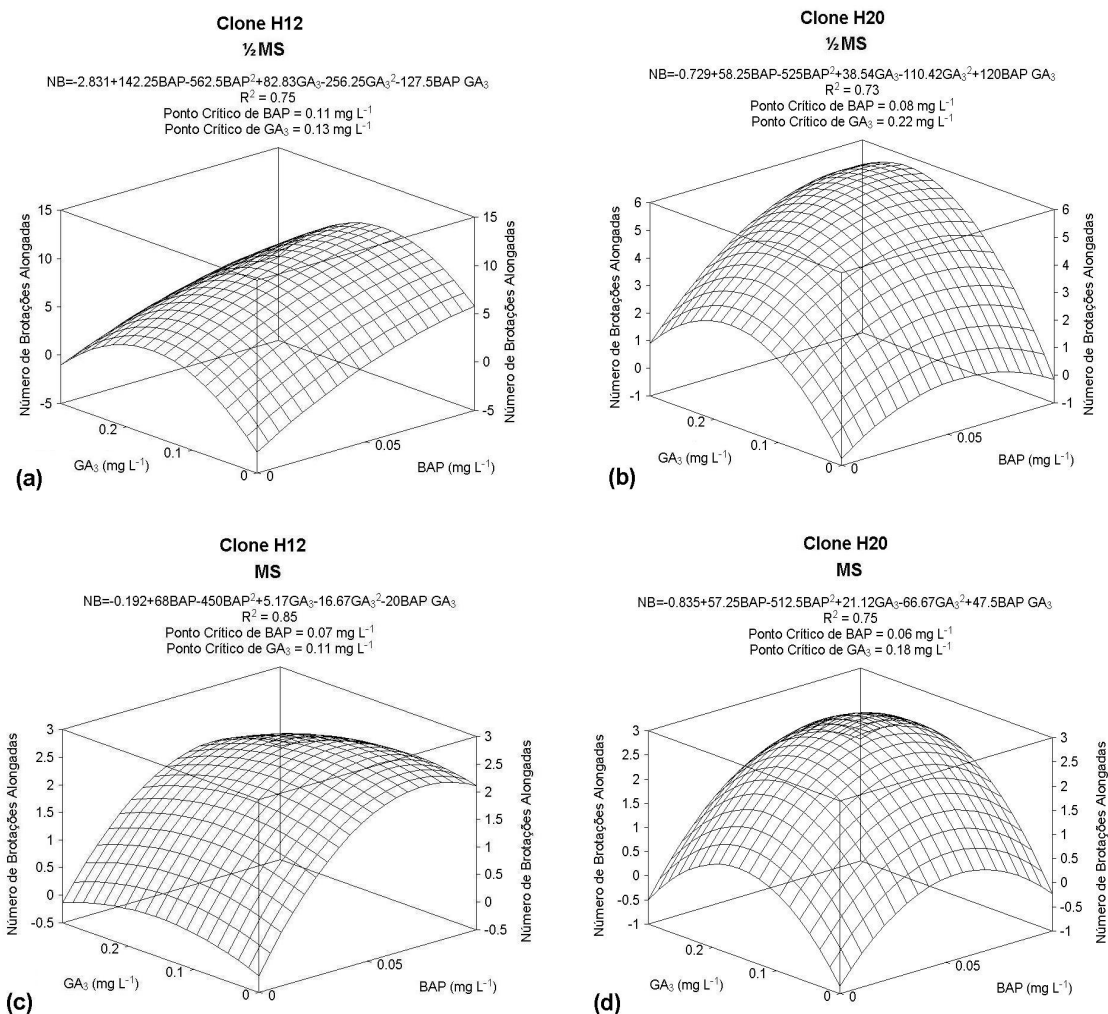 Clone H12
½MS
NB=-2.831+142.25BAP-562.5BAP²+82.83GA₃-256.25GA₃²-127.5BAP GA₃
R² = 0.75
Ponto Crítico de BAP = 0.11 mg L⁻¹
Ponto Crítico de GA₃ = 0.13 mg L⁻¹
Número de Brotações Alongadas
15
10
5
0
-5
0.2
0.1
0
GA₃ (mg L⁻¹)
0
0.05
BAP (mg L⁻¹)
15
10
5
0
-5
Número de Brotações Alongadas
(a)
Clone H20
½MS
NB=-0.729+58.25BAP-525BAP²+38.54GA₃-110.42GA₃²+120BAP GA₃
R² = 0.73
Ponto Crítico de BAP = 0.08 mg L⁻¹
Ponto Crítico de GA₃ = 0.22 mg L⁻¹
Número de Brotações Alongadas
6
5
4
3
2
1
0
-1
0.2
0.1
0
GA₃ (mg L⁻¹)
0
0.05
BAP (mg L⁻¹)
6
5
4
3
2
1
0
-1
Número de Brotações Alongadas
(b)
Clone H12
MS
NB=-0.192+68BAP-450BAP²+5.17GA₃-16.67GA₃²-20BAP GA₃
R² = 0.85
Ponto Crítico de BAP = 0.07 mg L⁻¹
Ponto Crítico de GA₃ = 0.11 mg L⁻¹
Número de Brotações Alongadas
3
2.5
2
1.5
1
0.5
0
-0.5
0.2
0.1
0
GA₃ (mg L⁻¹)
0
0.05
BAP (mg L⁻¹)
3
2.5
2
1.5
1
0.5
0
-0.5
Número de Brotações Alongadas
(c)
Clone H20
MS
NB=-0.835+57.25BAP-512.5BAP²+21.12GA₃-66.67GA₃²+47.5BAP GA₃
R² = 0.75
Ponto Crítico de BAP = 0.06 mg L⁻¹
Ponto Crítico de GA₃ = 0.18 mg L⁻¹
Número de Brotações Alongadas
3
2.5
2
1.5
1
0.5
0
-0.5
-1
0.2
0.1
0
GA₃ (mg L⁻¹)
0
0.05
BAP (mg L⁻¹)
3
2.5
2
1.5
1
0.5
0
-0.5
-1
Número de Brotações Alongadas
(d)